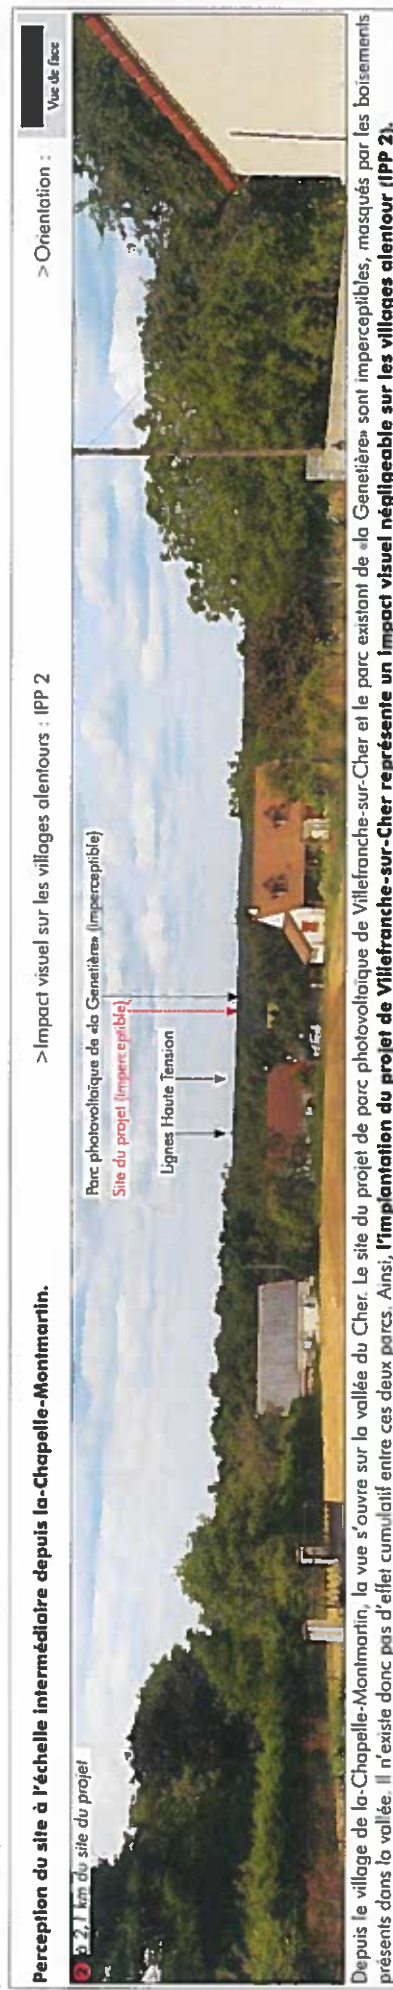 Perception du site à l'échelle intermédiaire depuis la-Chapelle-Montmartin.
>Impact visuel sur les villages alentours : IPP 2
>Orientation :
Vue de face
2 à 2,1 km du site du projet
Parc photovoltaïque de «la Genetière» (imperceptible)
Site du projet (imperceptible)
Lignes Haute Tension
Depuis le village de la-Chapelle-Montmartin, la vue s'ouvre sur la vallée du Cher. Le site du projet de parc photovoltaïque de Villefranche-sur-Cher et le parc existant de «la Genetière» sont imperceptibles, masqués par les boisements
présents dans la vallée. Il n'existe donc pas d'effet cumulatif entre ces deux parcs. Ainsi, l'implantation du projet de Villefranche-sur-Cher représente un impact visuel négligeable sur les villages alentour (IPP 2).